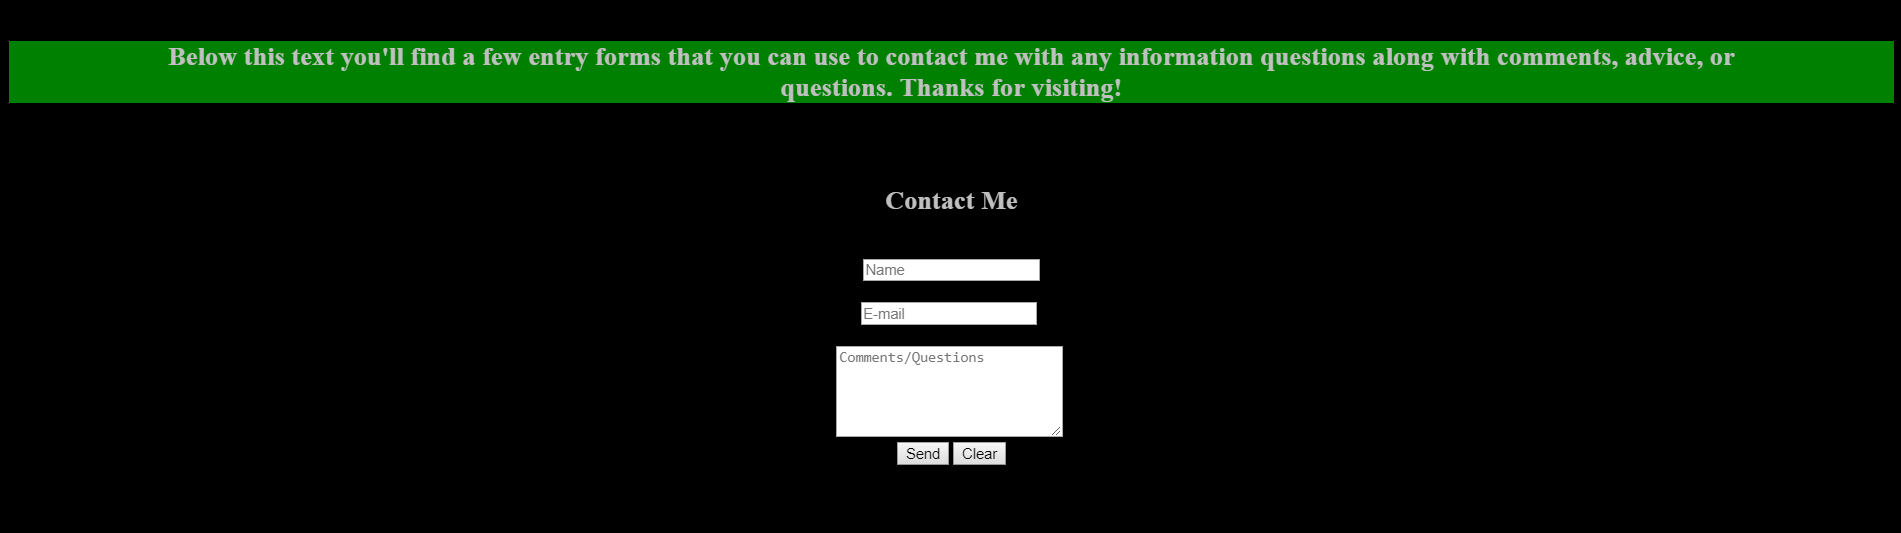 Below this text you'll find a few entry forms that you can use to contact me with any information questions along with comments, advice, or
questions. Thanks for visiting!
Contact Me
Name
E-mail
Comments/Questions
Send Clear